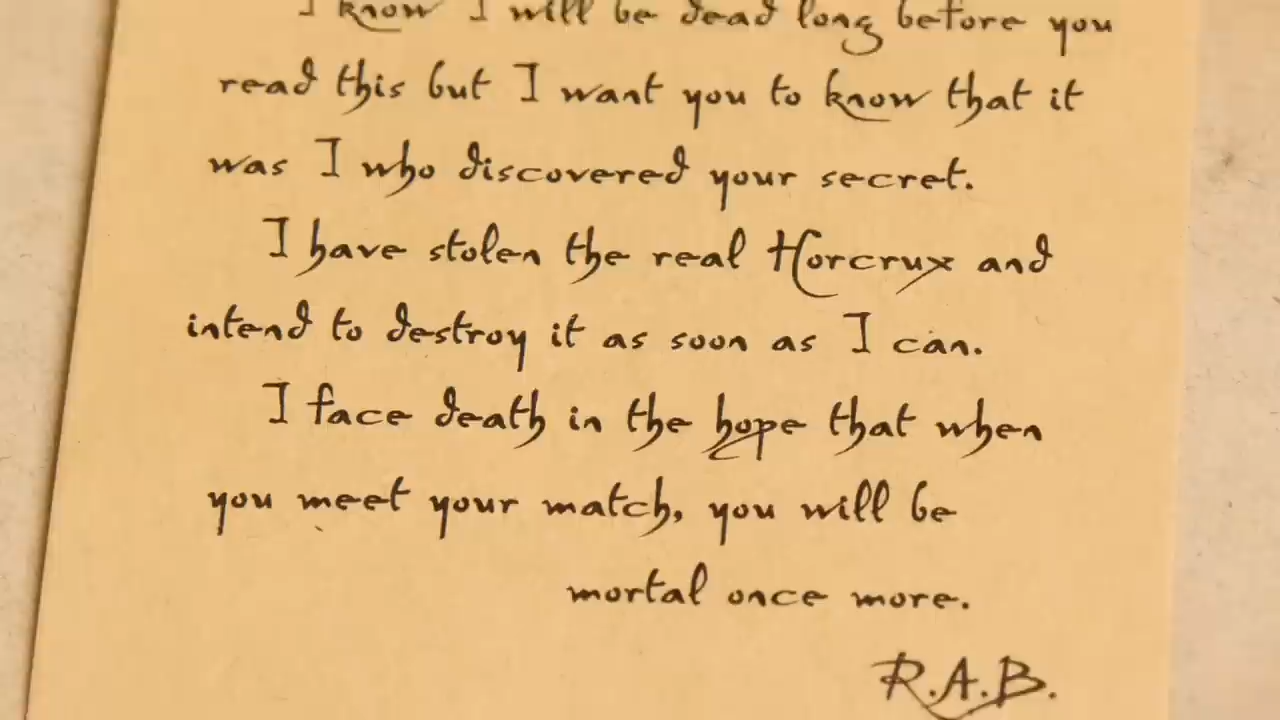 I know I will be dead long before you
read this but I want you to know that it
was I who discovered your secret.
I have stolen the real Horcrux and
intend to destroy it as soon as I can.
I face death in the hope that when
you meet your match, you will be
mortal once more.
R.A.B.